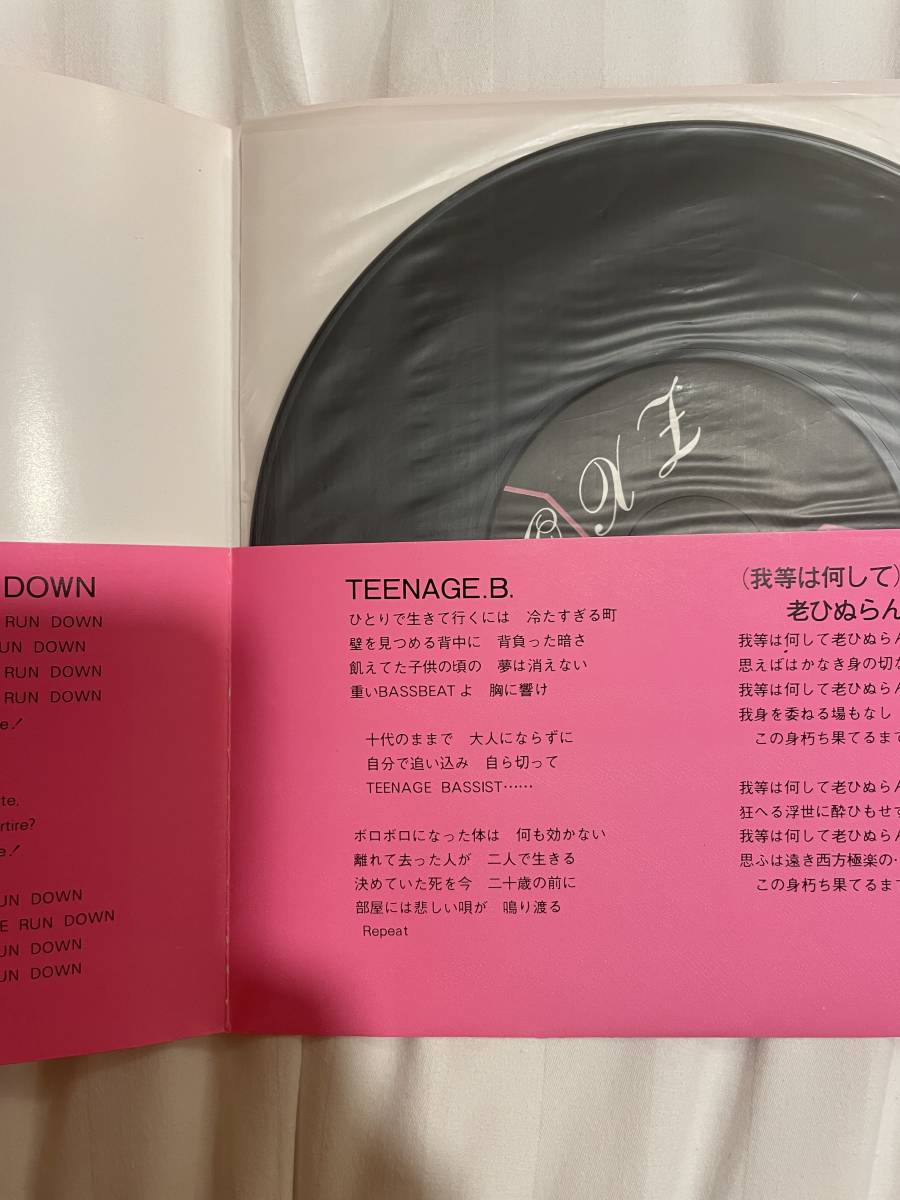 DOWN
RUN DOWN
UN DOWN
RUN DOWN
RUN DOWN
e!
te.
rtire?
e!
UN DOWN
E RUN DOWN
UN DOWN
UN DOWN
TEENAGE.B.
ひとりで生きて行くには 冷たすぎる町
壁を見つめる背中に 背負った暗さ
飢えてた子供の頃の 夢は消えない
重いBASSBEATよ 胸に響け
十代のままで 大人にならずに
自分で追い込み 自ら切って
TEENAGE BASSIST……
ボロボロになった体は 何も効かない
離れて去った人が 二人で生きる
決めていた死を今 二十歳の前に
部屋には悲しい唄が 鳴り渡る
Repeat
(我等は何して)
老ひぬらん
我等は何して老ひぬらん
思えばはかなき身の切な
我等は何して老ひぬらん
我身を委ねる場もなし
この身朽ち果てるまで
我等は何して老ひぬらん
狂へる浮世に酔ひもせず
我等は何して老ひぬらん
思ふは遠き西方極楽の‥
この身朽ち果てるまで